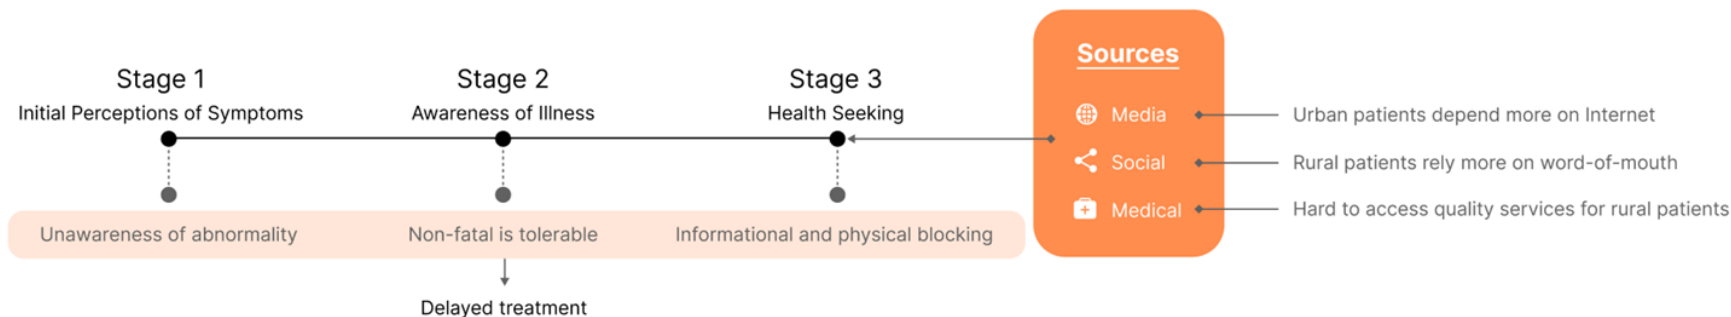 Stage 1
Initial Perceptions of Symptoms
Stage 2
Awareness of Illness
Stage 3
Health Seeking
Unawareness of abnormality
Non-fatal is tolerable
Informational and physical blocking
Delayed treatment
Sources
Media
Urban patients depend more on Internet
Social
Rural patients rely more on word-of-mouth
Medical
Hard to access quality services for rural patients